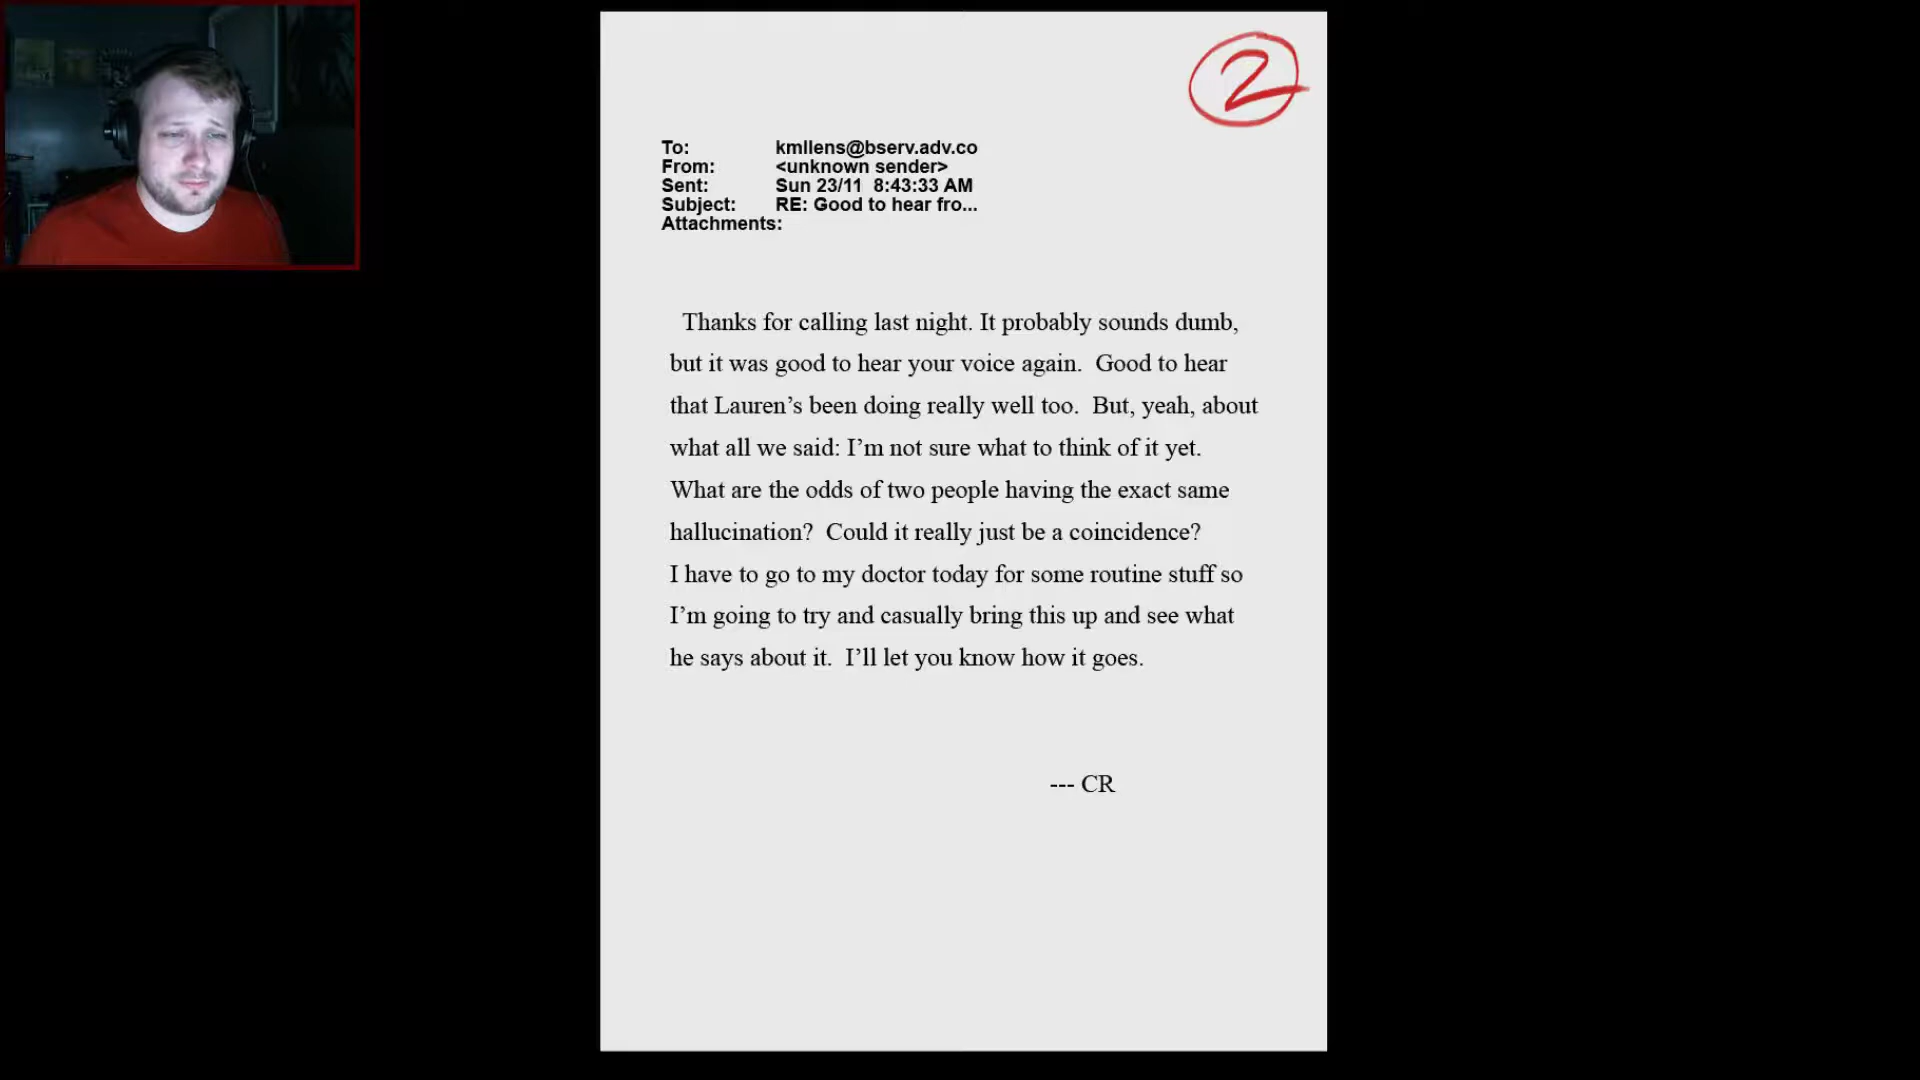 2
To: kmllens@bserv.adv.co
From: <unknown sender>
Sent: Sun 23/11 8:43:33 AM
Subject: RE: Good to hear fro...
Attachments:
Thanks for calling last night. It probably sounds dumb,
but it was good to hear your voice again. Good to hear
that Lauren's been doing really well too. But, yeah, about
what all we said: I'm not sure what to think of it yet.
What are the odds of two people having the exact same
hallucination? Could it really just be a coincidence?
I have to go to my doctor today for some routine stuff so
I'm going to try and casually bring this up and see what
he says about it. I'll let you know how it goes.
--- CR